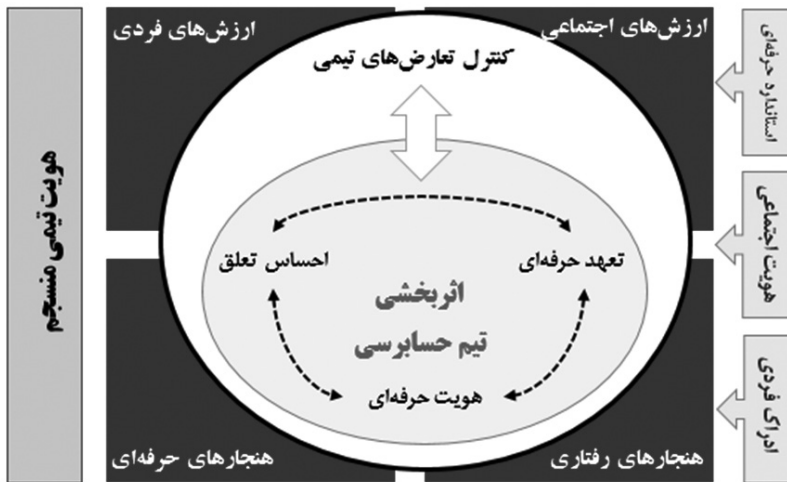 ارزش‌های اجتماعی
ارزش‌های فردی
کنترل تعارض‌های تیمی
استاندارد حرفه‌ای
هویت اجتماعی
ادراک فردی
تعهد حرفه‌ای
احساس تعلق
اثربخشی
تیم حسابرسی
هویت حرفه‌ای
هنجارهای رفتاری
هنجارهای حرفه‌ای
هویت تیمی منسجم